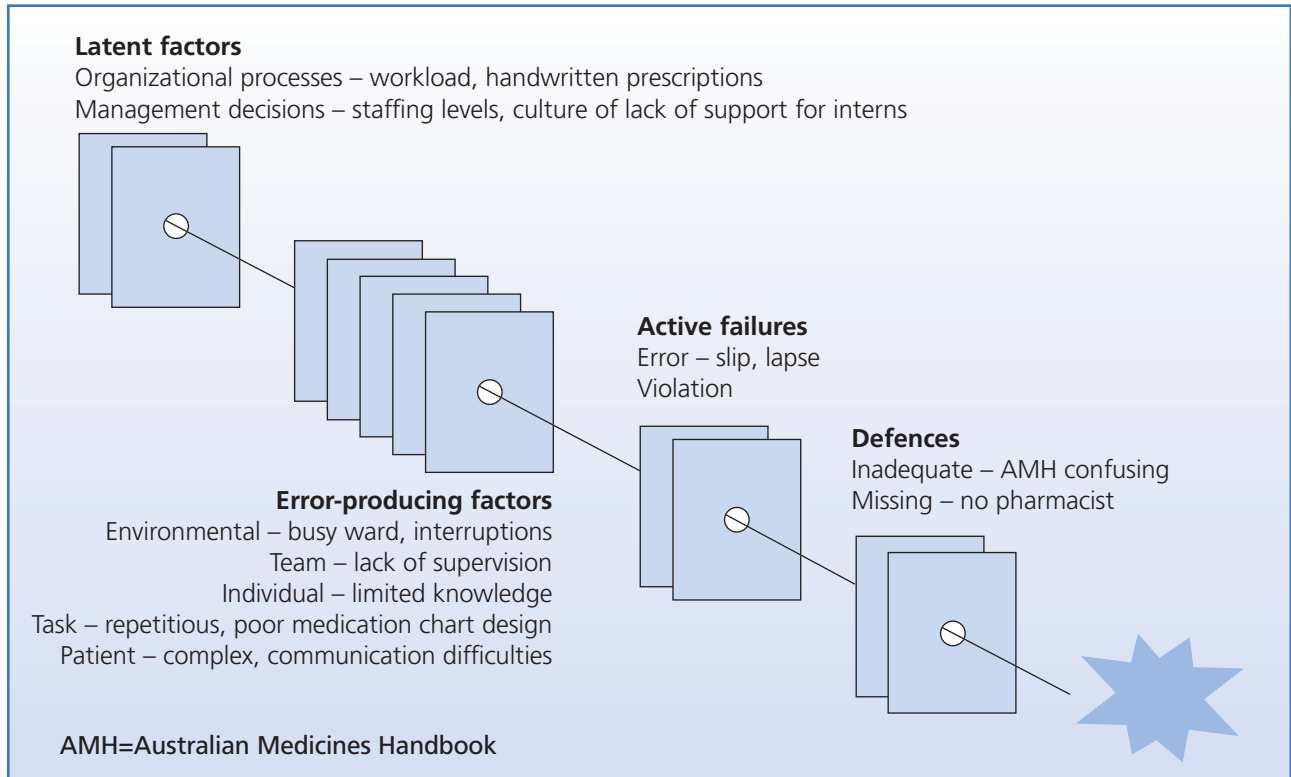 Latent factors
Organizational processes – workload, handwritten prescriptions
Management decisions – staffing levels, culture of lack of support for interns
Active failures
Error – slip, lapse
Violation
Defences
Inadequate – AMH confusing
Missing – no pharmacist
Error-producing factors
Environmental – busy ward, interruptions
Team – lack of supervision
Individual – limited knowledge
Task – repetitious, poor medication chart design
Patient – complex, communication difficulties
AMH=Australian Medicines Handbook